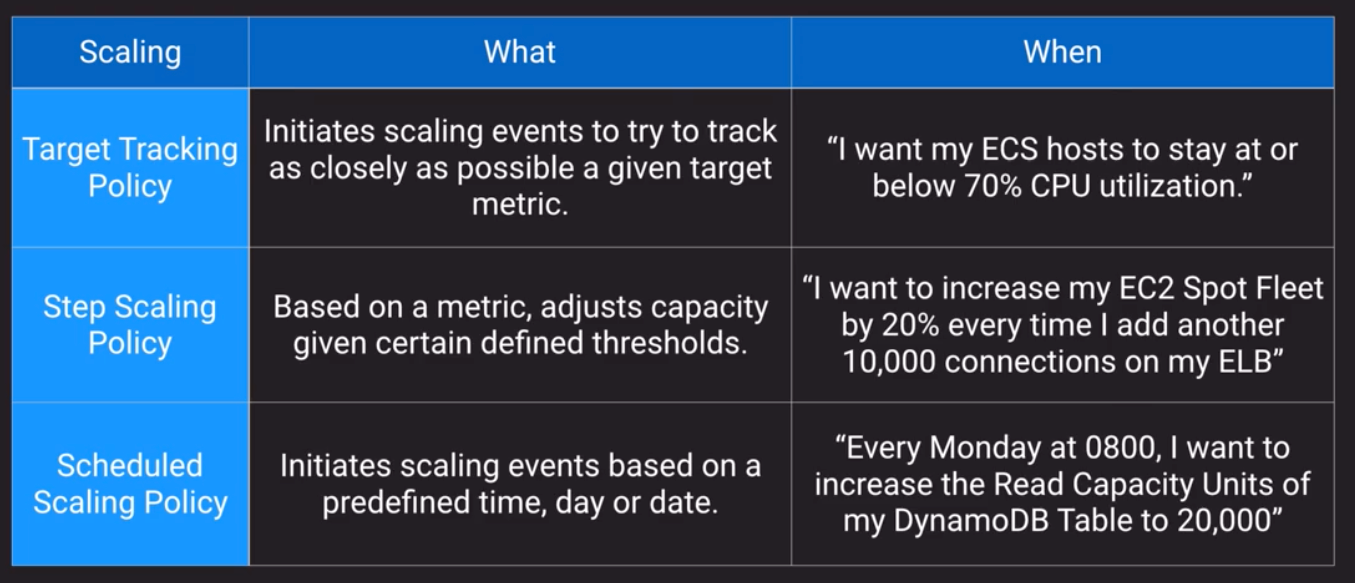 Scaling
What
When
Target Tracking
Policy
Initiates scaling events to try to track
as closely as possible a given target
metric.
“I want my ECS hosts to stay at or
below 70% CPU utilization.”
Step Scaling
Policy
Based on a metric, adjusts capacity
given certain defined thresholds.
“I want to increase my EC2 Spot Fleet
by 20% every time I add another
10,000 connections on my ELB”
Scheduled
Scaling Policy
Initiates scaling events based on a
predefined time, day or date.
“Every Monday at 0800, I want to
increase the Read Capacity Units of
my DynamoDB Table to 20,000”